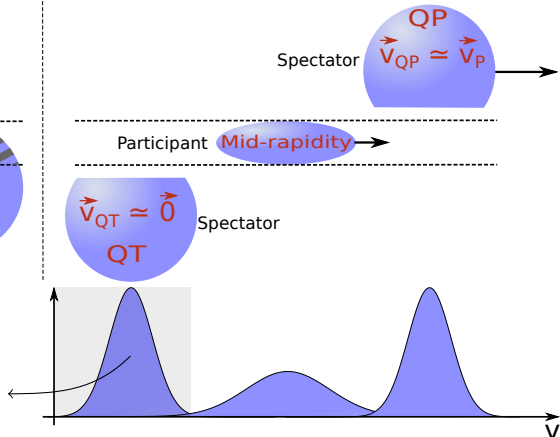 QP
Spectator
v⃗QP ≃ v⃗P
Participant
Mid-rapidity
v⃗QT ≃ 0⃗
Spectator
QT
v